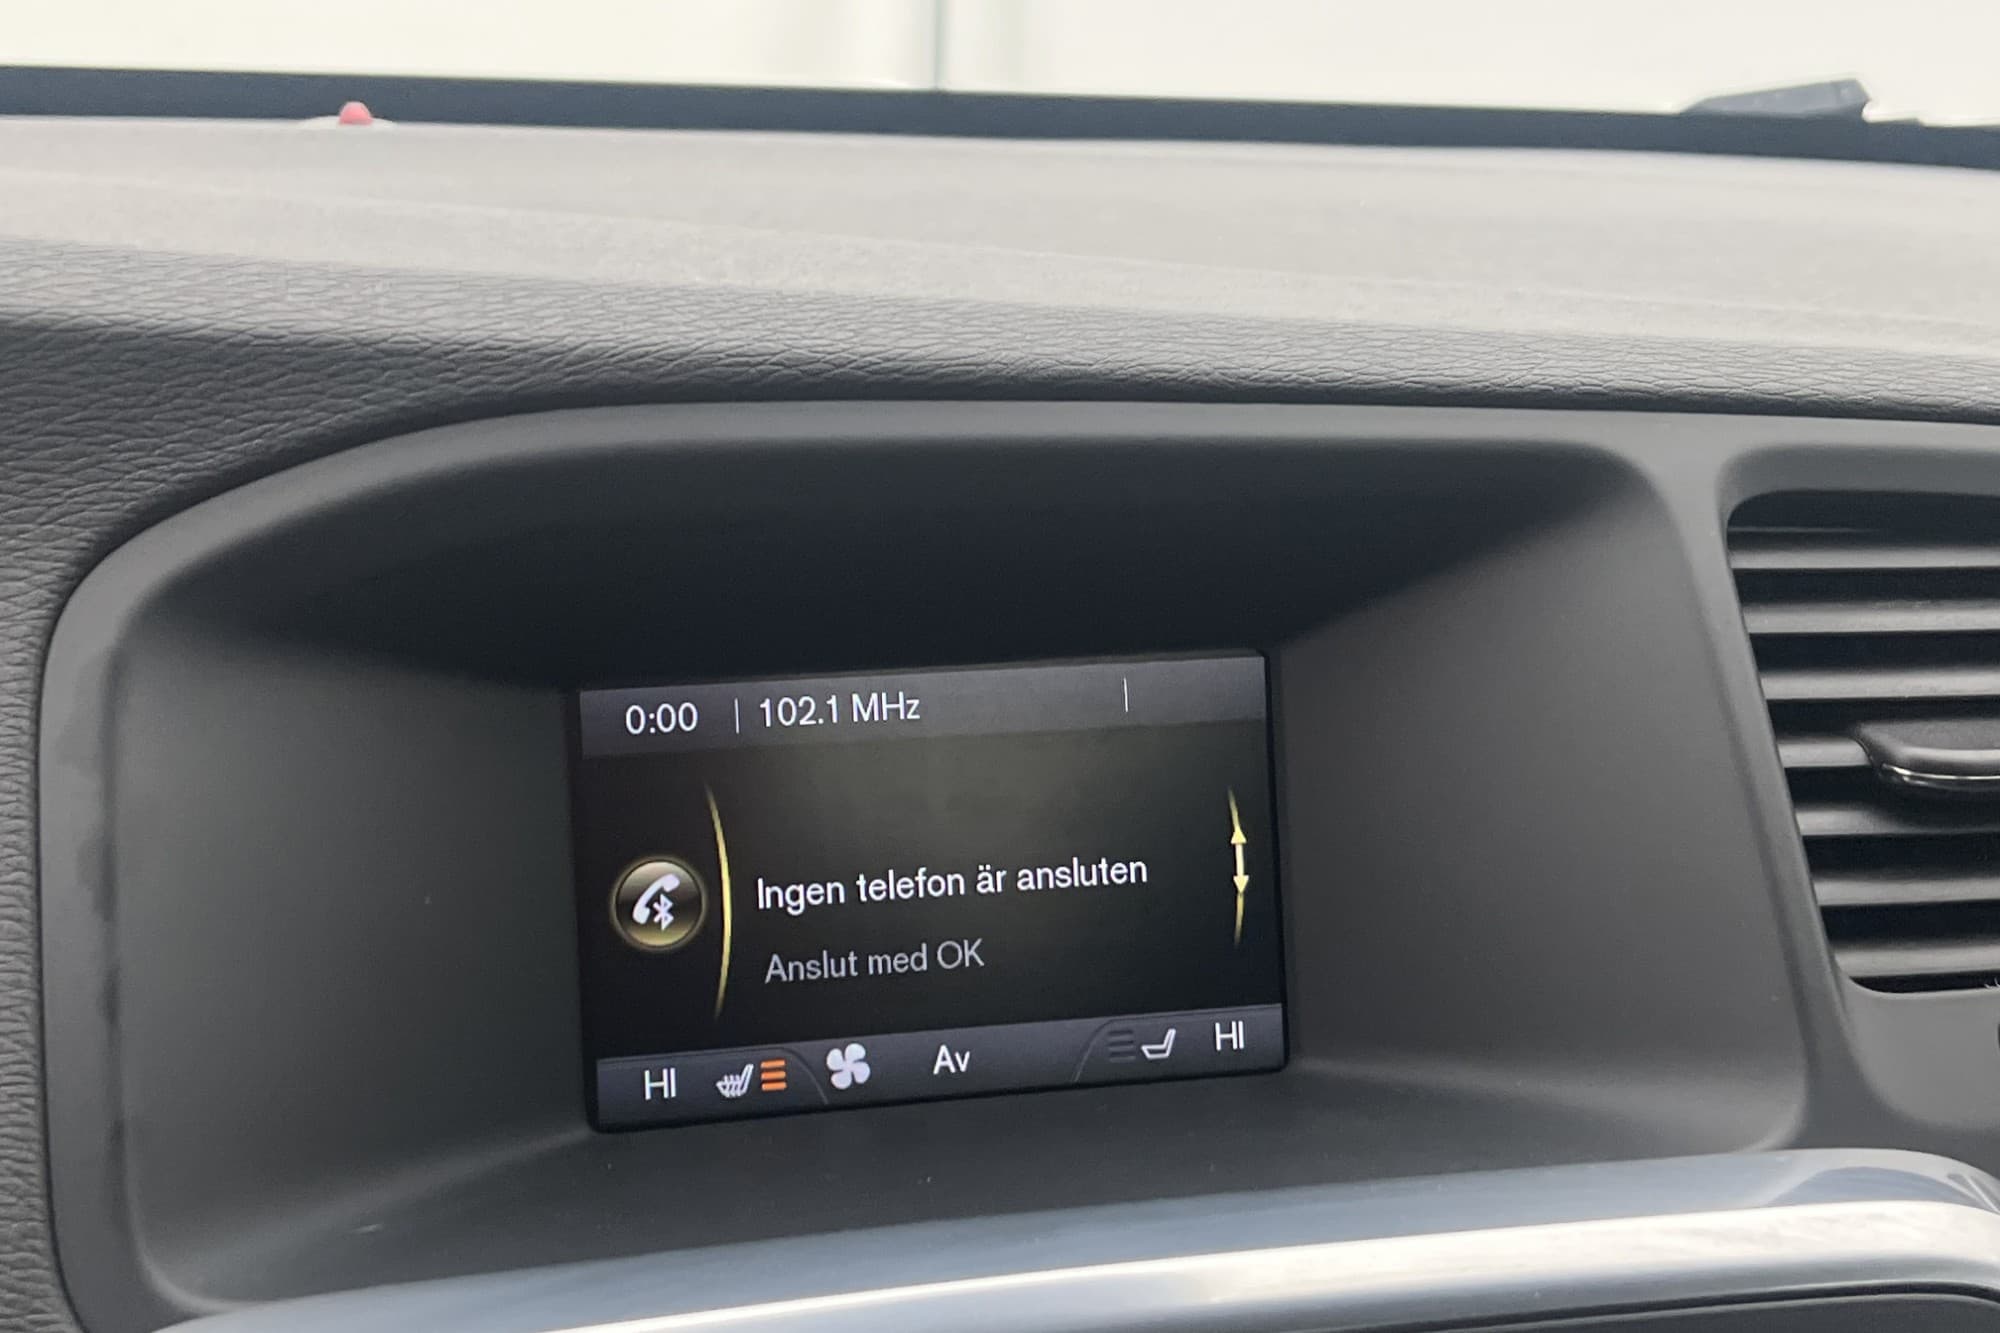 0:00 | 102.1 MHz
Ingen telefon är ansluten
Anslut med OK
HI Av HI